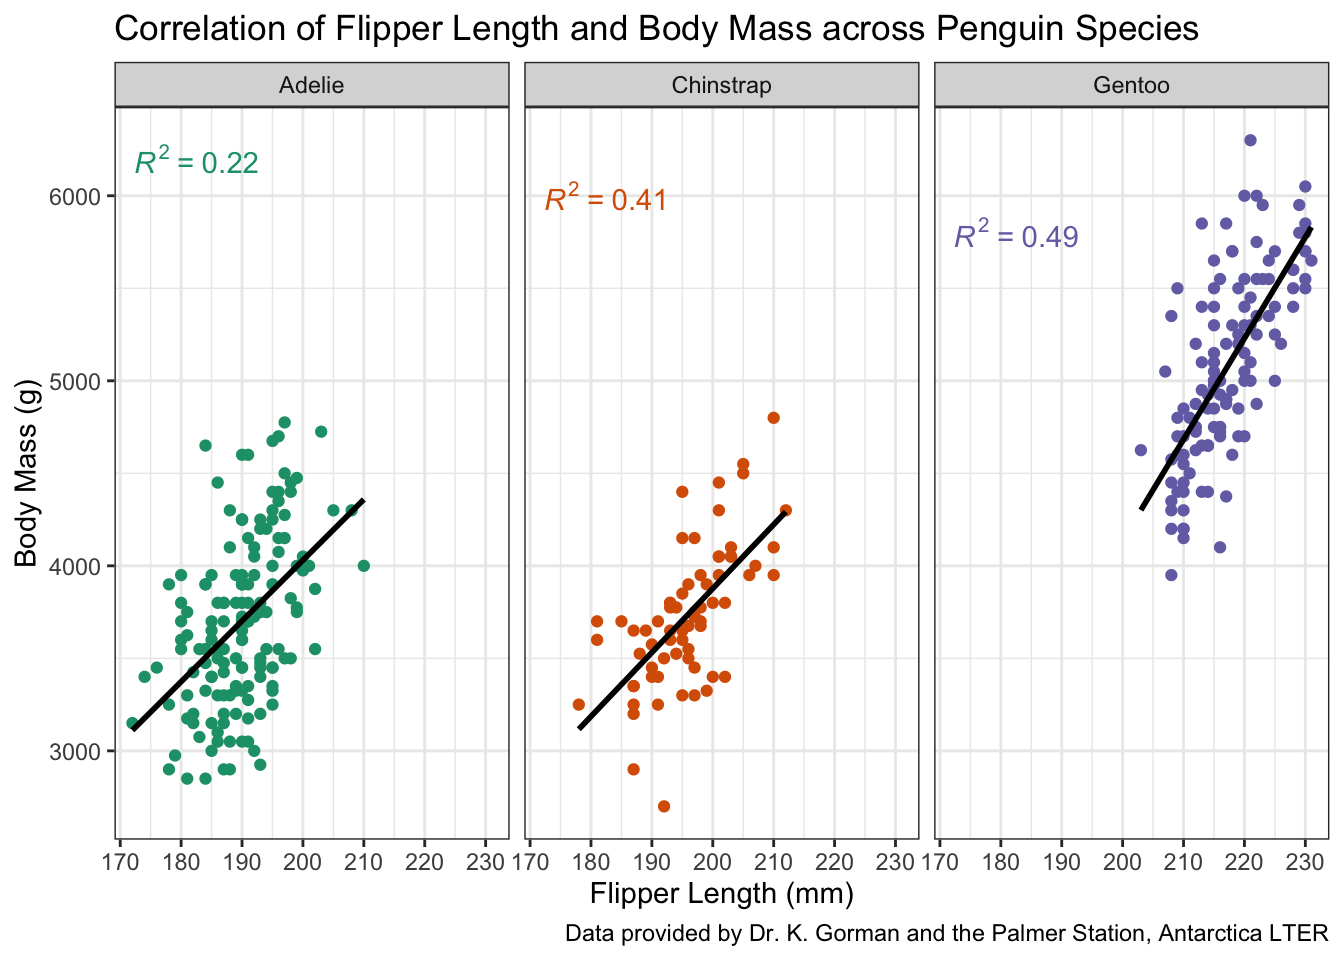 Correlation of Flipper Length and Body Mass across Penguin Species
Adelie Chinstrap Gentoo
R² = 0.22
R² = 0.41
R² = 0.49
6000
5000
4000
3000
Body Mass (g)
170 180 190 200 210 220 230 170 180 190 200 210 220 230 170 180 190 200 210 220 230
Flipper Length (mm)
Data provided by Dr. K. Gorman and the Palmer Station, Antarctica LTER